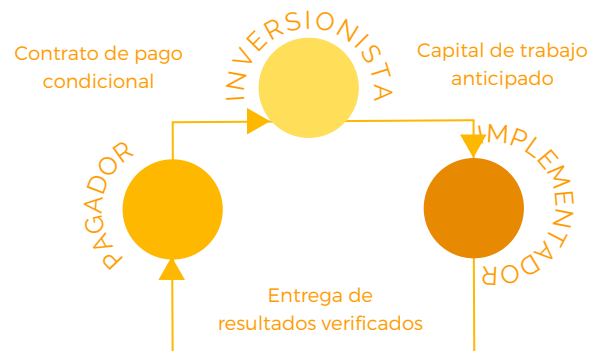 INVERSIONISTA
Contrato de pago
condicional
Capital de trabajo
anticipado
PAGADOR
IMPLEMENTADOR
Entrega de
resultados verificados